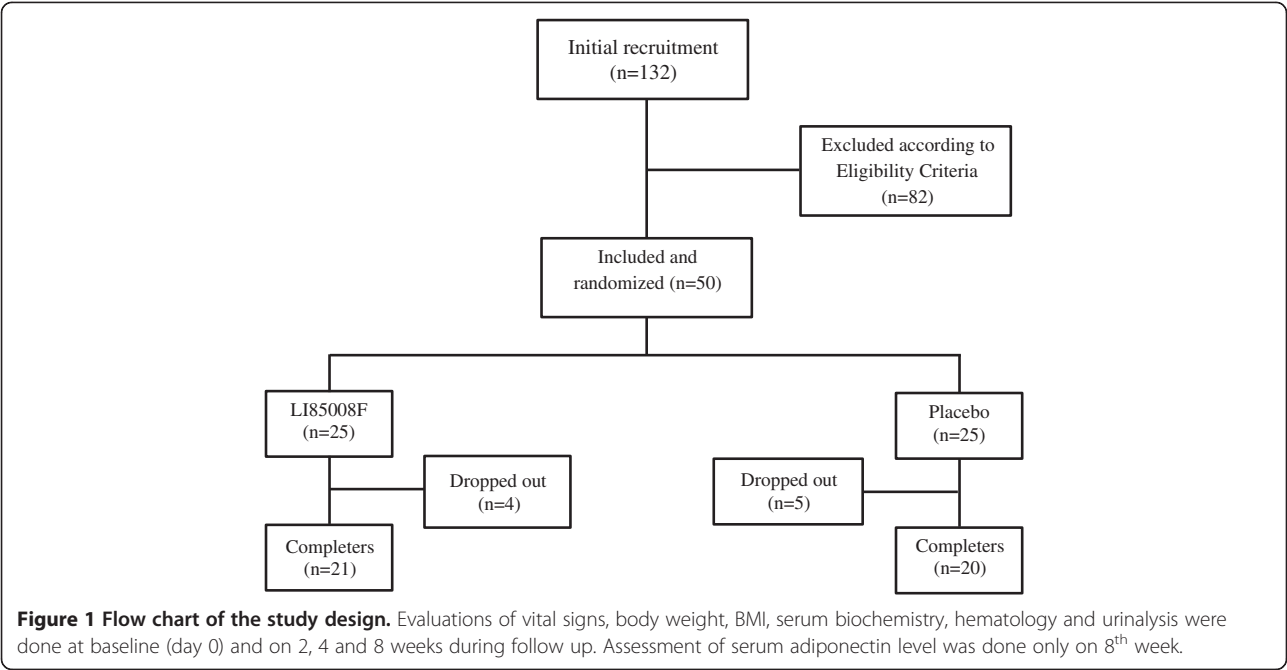 Initial recruitment
(n=132)
Excluded according to
Eligibility Criteria
(n=82)
Included and
randomized (n=50)
LI85008F
(n=25)
Placebo
(n=25)
Dropped out
(n=4)
Dropped out
(n=5)
Completers
(n=21)
Completers
(n=20)
Figure 1 Flow chart of the study design. Evaluations of vital signs, body weight, BMI, serum biochemistry, hematology and urinalysis were
done at baseline (day 0) and on 2, 4 and 8 weeks during follow up. Assessment of serum adiponectin level was done only on 8th week.